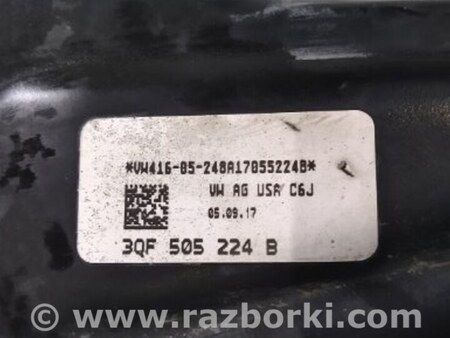 *VW416-05-248A17055224B*
VW AG USA C6J
05.09.17
3QF 505 224 B
© www.razborki.com